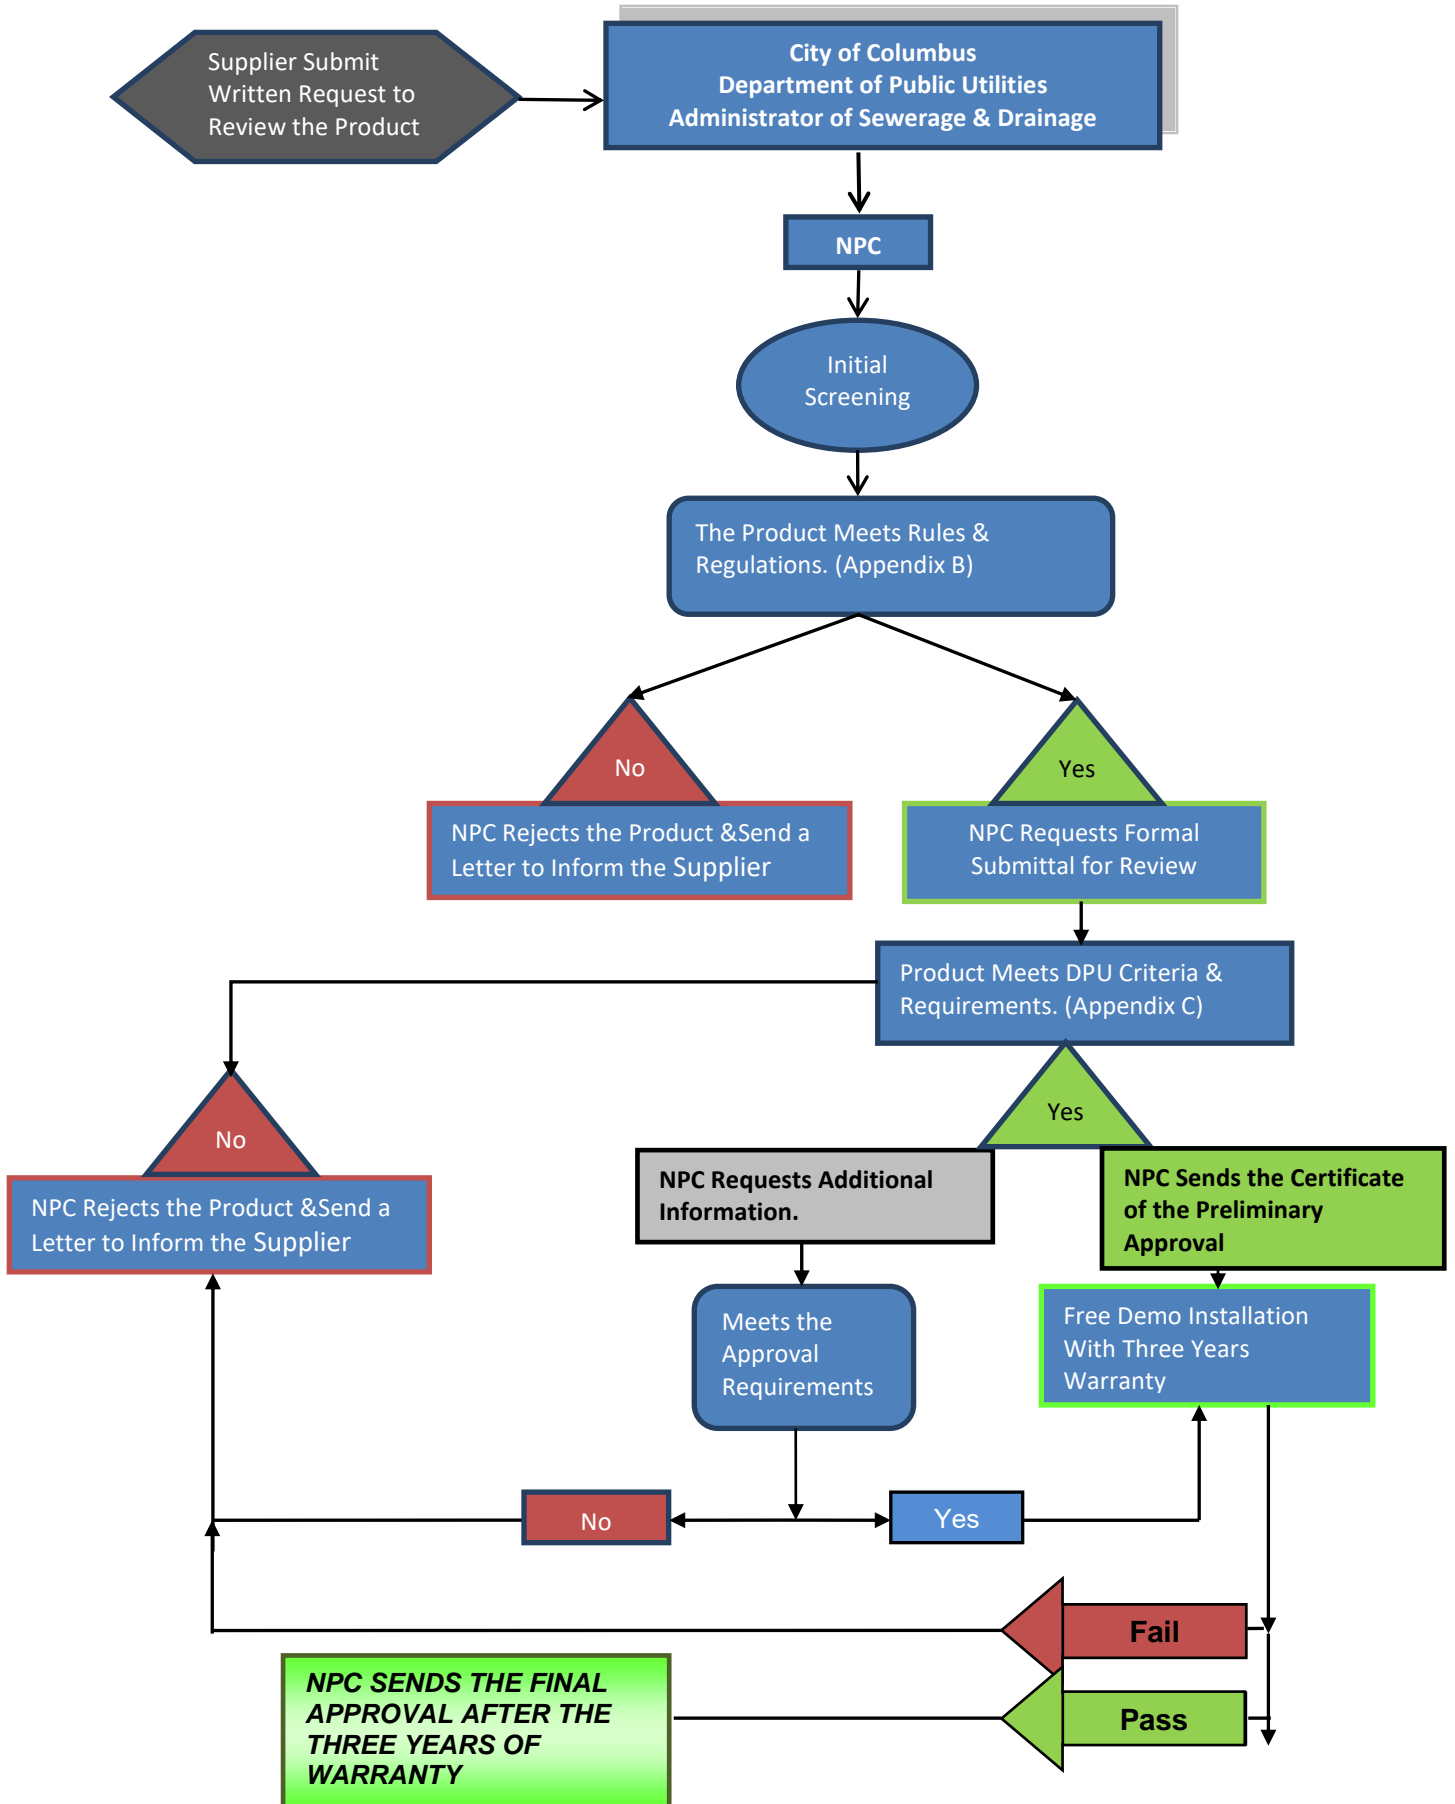 Supplier Submit
Written Request to
Review the Product
City of Columbus
Department of Public Utilities
Administrator of Sewerage & Drainage
NPC
Initial
Screening
The Product Meets Rules &
Regulations. (Appendix B)
No
Yes
NPC Rejects the Product &Send a
Letter to Inform the Supplier
NPC Requests Formal
Submittal for Review
Product Meets DPU Criteria &
Requirements. (Appendix C)
No
Yes
NPC Rejects the Product &Send a
Letter to Inform the Supplier
NPC Requests Additional
Information.
NPC Sends the Certificate
of the Preliminary
Approval
Meets the
Approval
Requirements
Free Demo Installation
With Three Years
Warranty
No
Yes
Fail
Pass
NPC SENDS THE FINAL
APPROVAL AFTER THE
THREE YEARS OF
WARRANTY